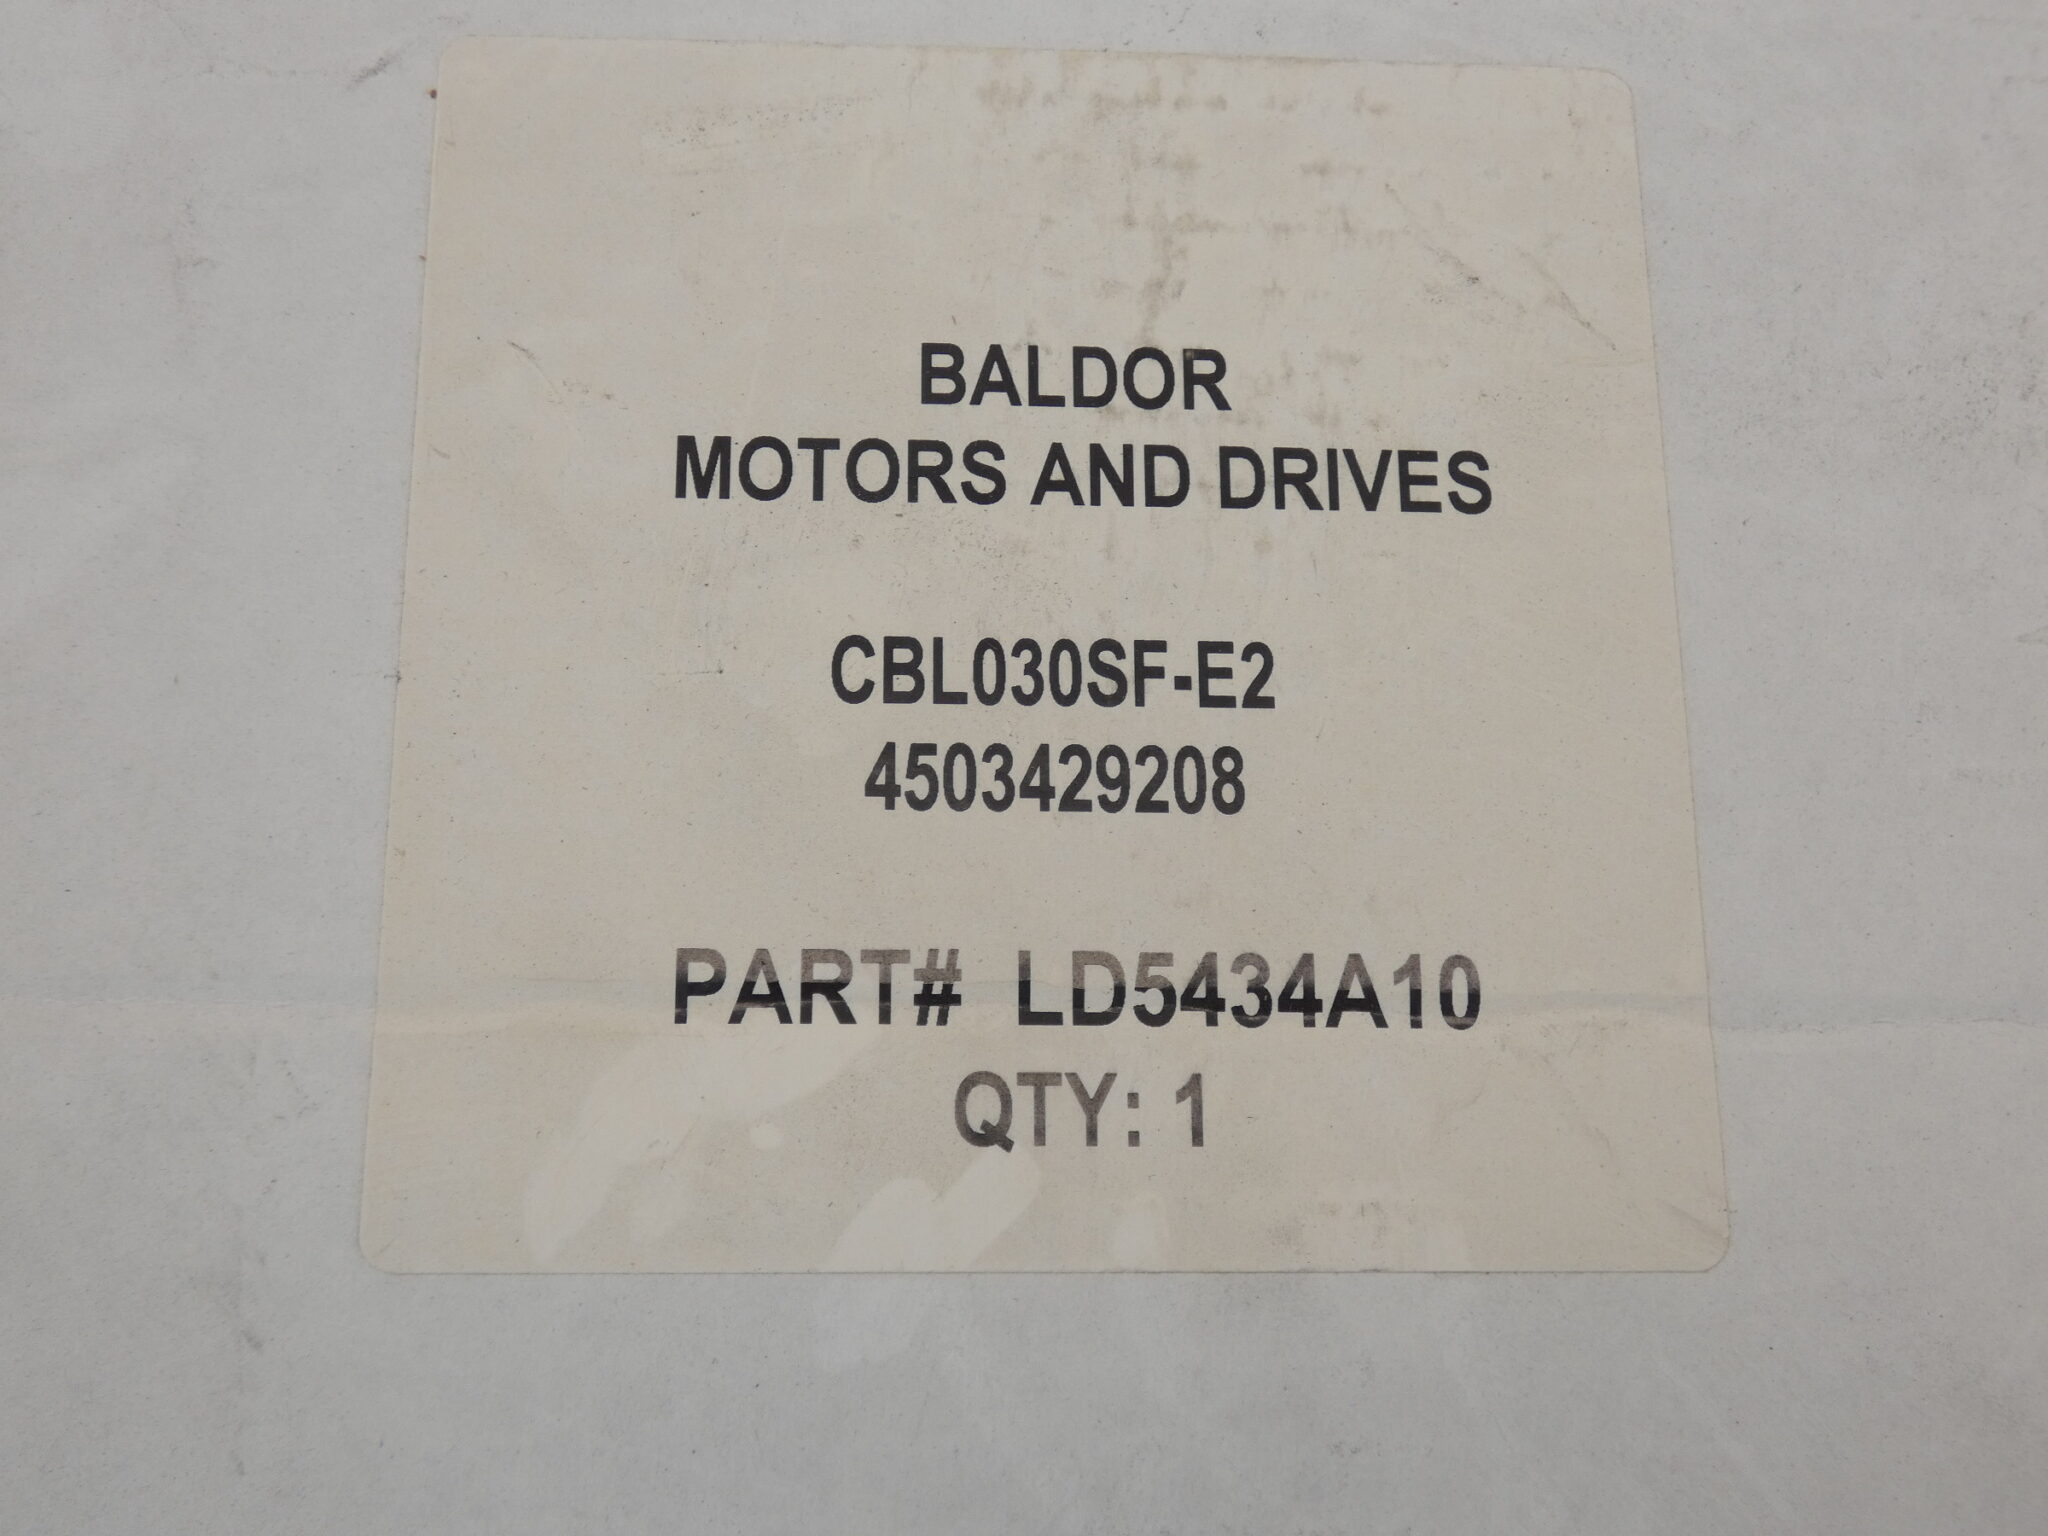 BALDOR
MOTORS AND DRIVES
CBL030SF-E2
4503429208
PART# LD5434A10
QTY: 1